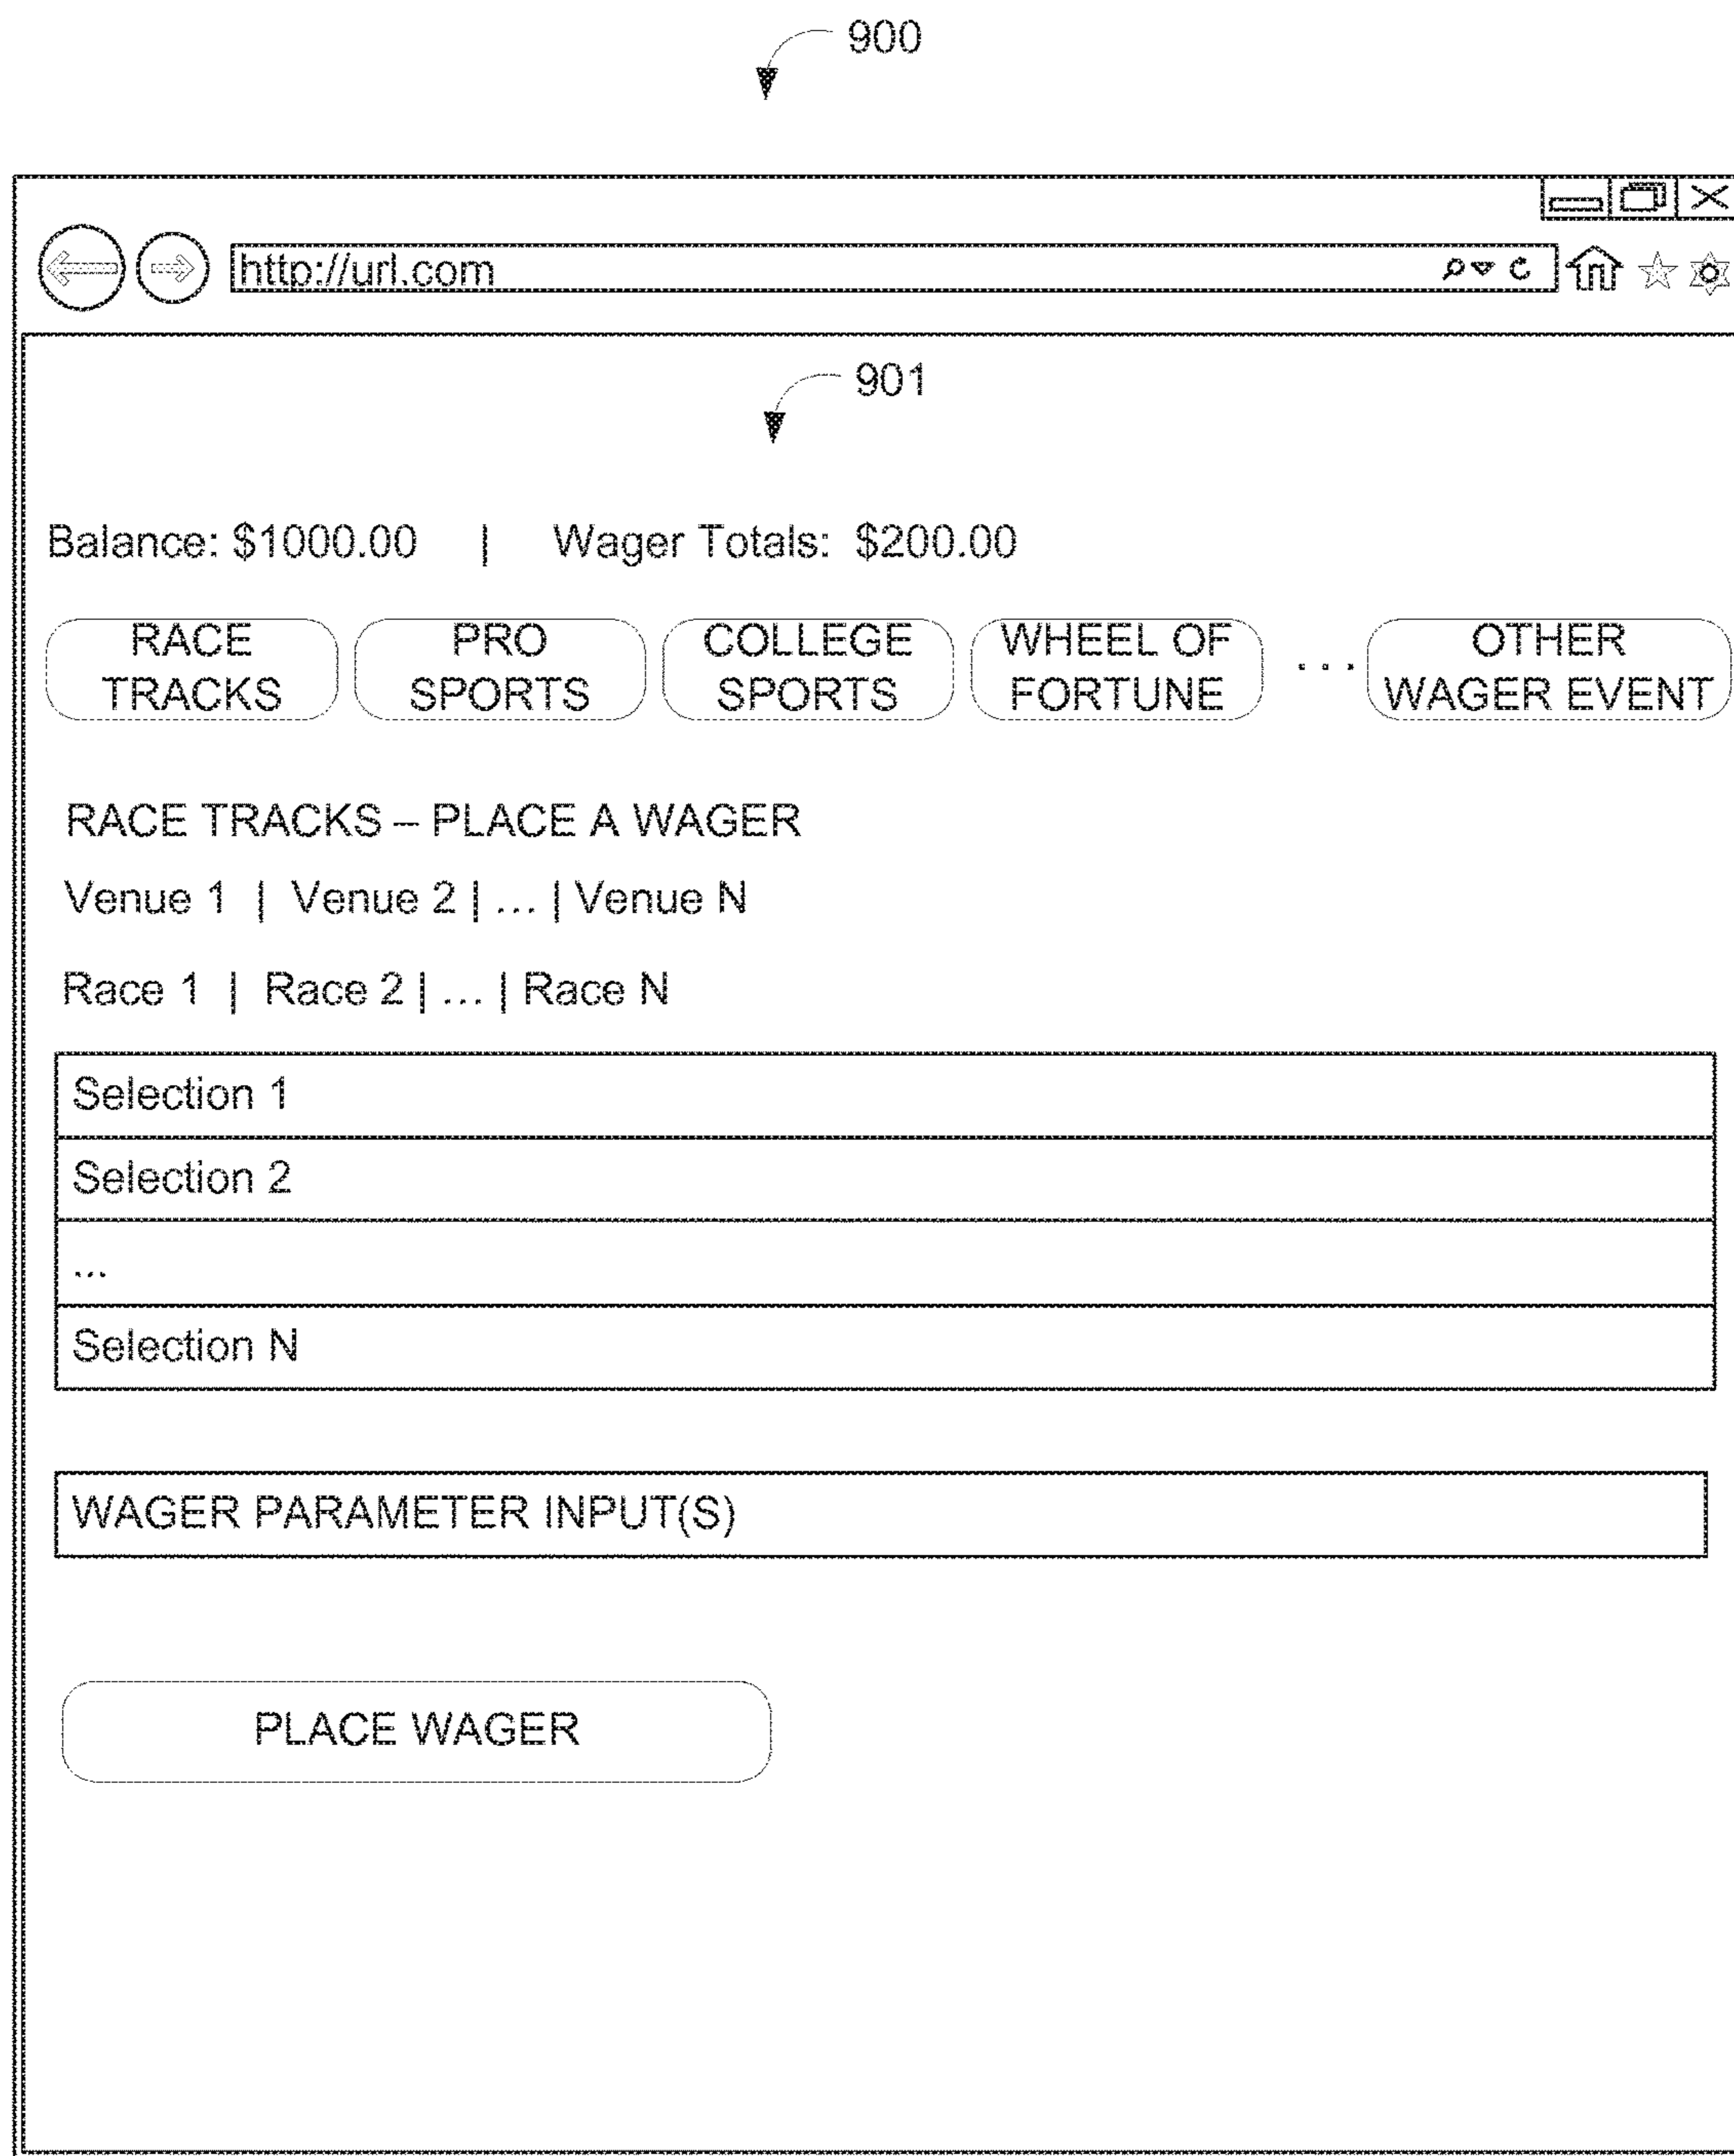 900
http://url.com
901
Balance: $1000.00 | Wager Totals: $200.00
RACE TRACKS
PRO SPORTS
COLLEGE SPORTS
WHEEL OF FORTUNE
...
OTHER WAGER EVENT
RACE TRACKS – PLACE A WAGER
Venue 1 | Venue 2 | ... | Venue N
Race 1 | Race 2 | ... | Race N
Selection 1
Selection 2
...
Selection N
WAGER PARAMETER INPUT(S)
PLACE WAGER